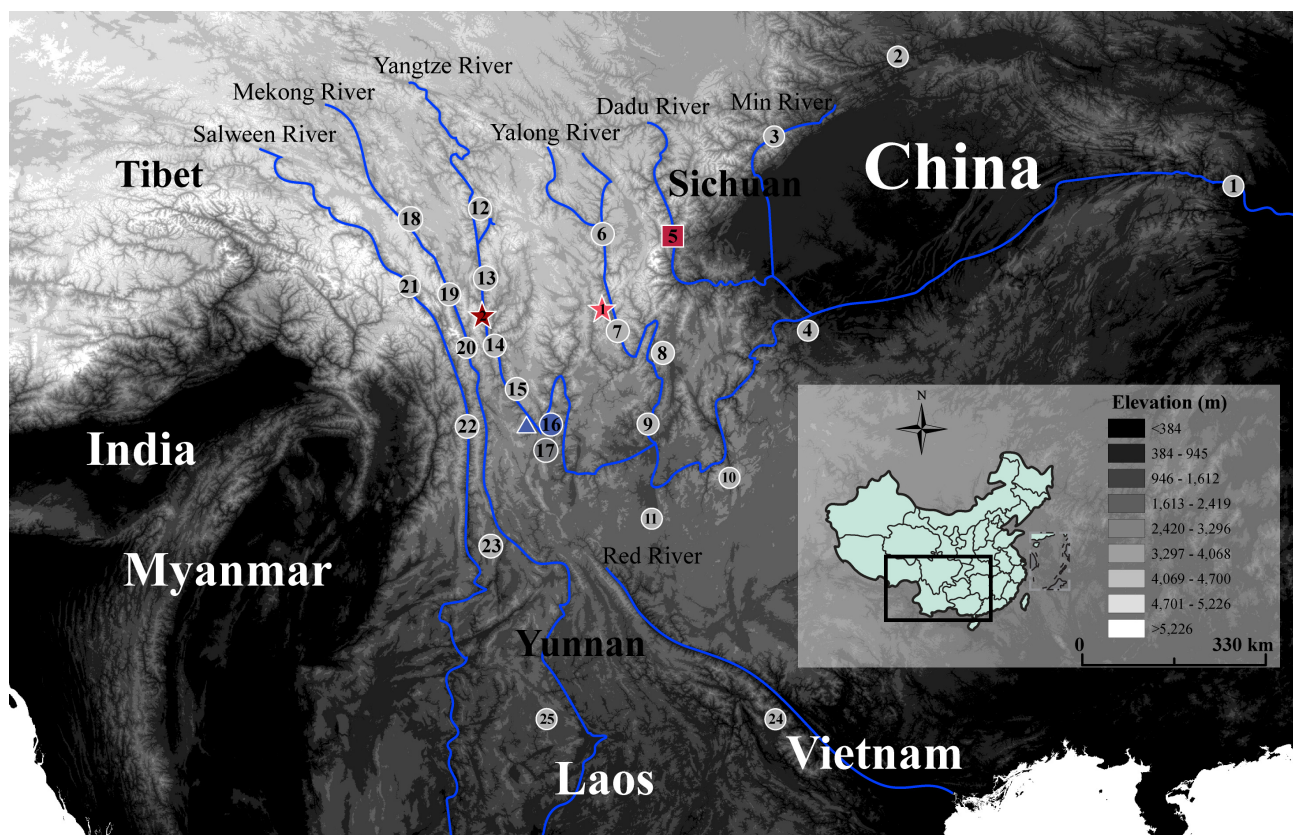 Yangtze River
Mekong River
Salween River
Tibet
Yalong River
Dadu River
Min River
Sichuan
China
2
3
1
12
18
6
5
13
21
19
1
7
4
20
14
8
15
22
16
9
17
10
11
23
India
Myanmar
Red River
Yunnan
25
24
Laos
Vietnam
N
Elevation (m)
<384
384 - 945
946 - 1,612
1,613 - 2,419
2,420 - 3,296
3,297 - 4,068
4,069 - 4,700
4,701 - 5,226
>5,226
0 330 km